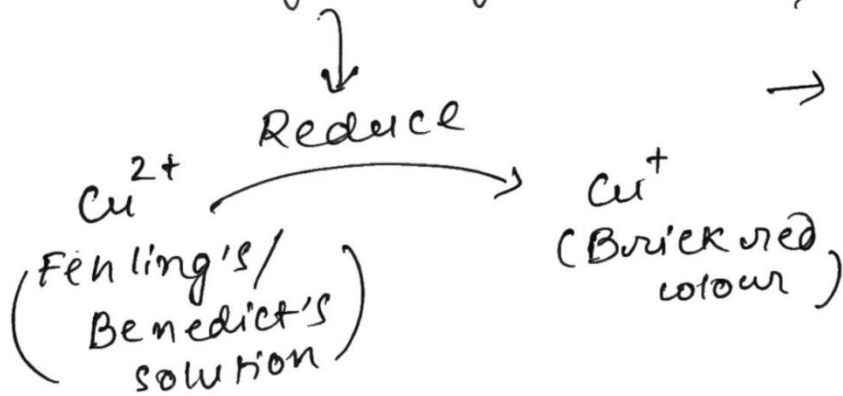 Reduce
Cu²⁺ → Cu⁺
(Fehling's/ (Brick red
Benedict's colour)
solution)